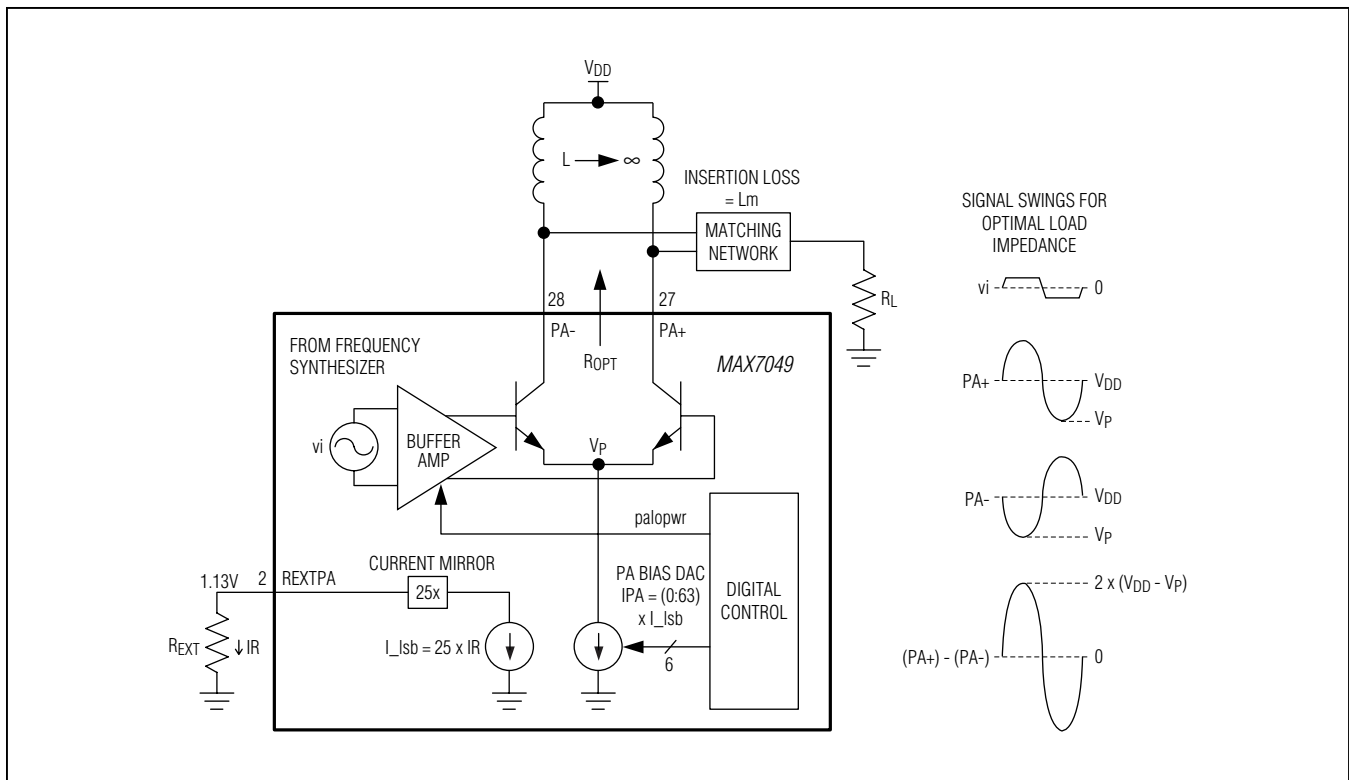 VDD
L → ∞
INSERTION LOSS
= Lm
MATCHING
NETWORK
RL
28
27
PA-
PA+
ROPT
MAX7049
FROM FREQUENCY
SYNTHESIZER
vi
BUFFER
AMP
VP
palopwr
DIGITAL
CONTROL
PA BIAS DAC
IPA = (0:63)
x I_lsb
6
CURRENT MIRROR
25x
I_lsb = 25 x IR
1.13V
2
REXTPA
REXT
↓ IR
SIGNAL SWINGS FOR
OPTIMAL LOAD
IMPEDANCE
vi
0
PA+
VDD
VP
PA-
VDD
VP
2 x (VDD - VP)
(PA+) - (PA-)
0